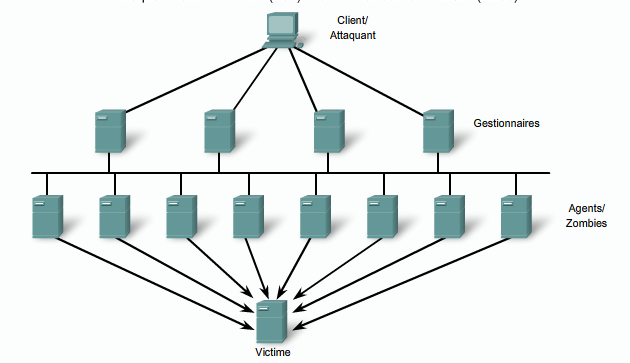 Client/
Attaquant
Gestionnaires
Agents/
Zombies
Victime